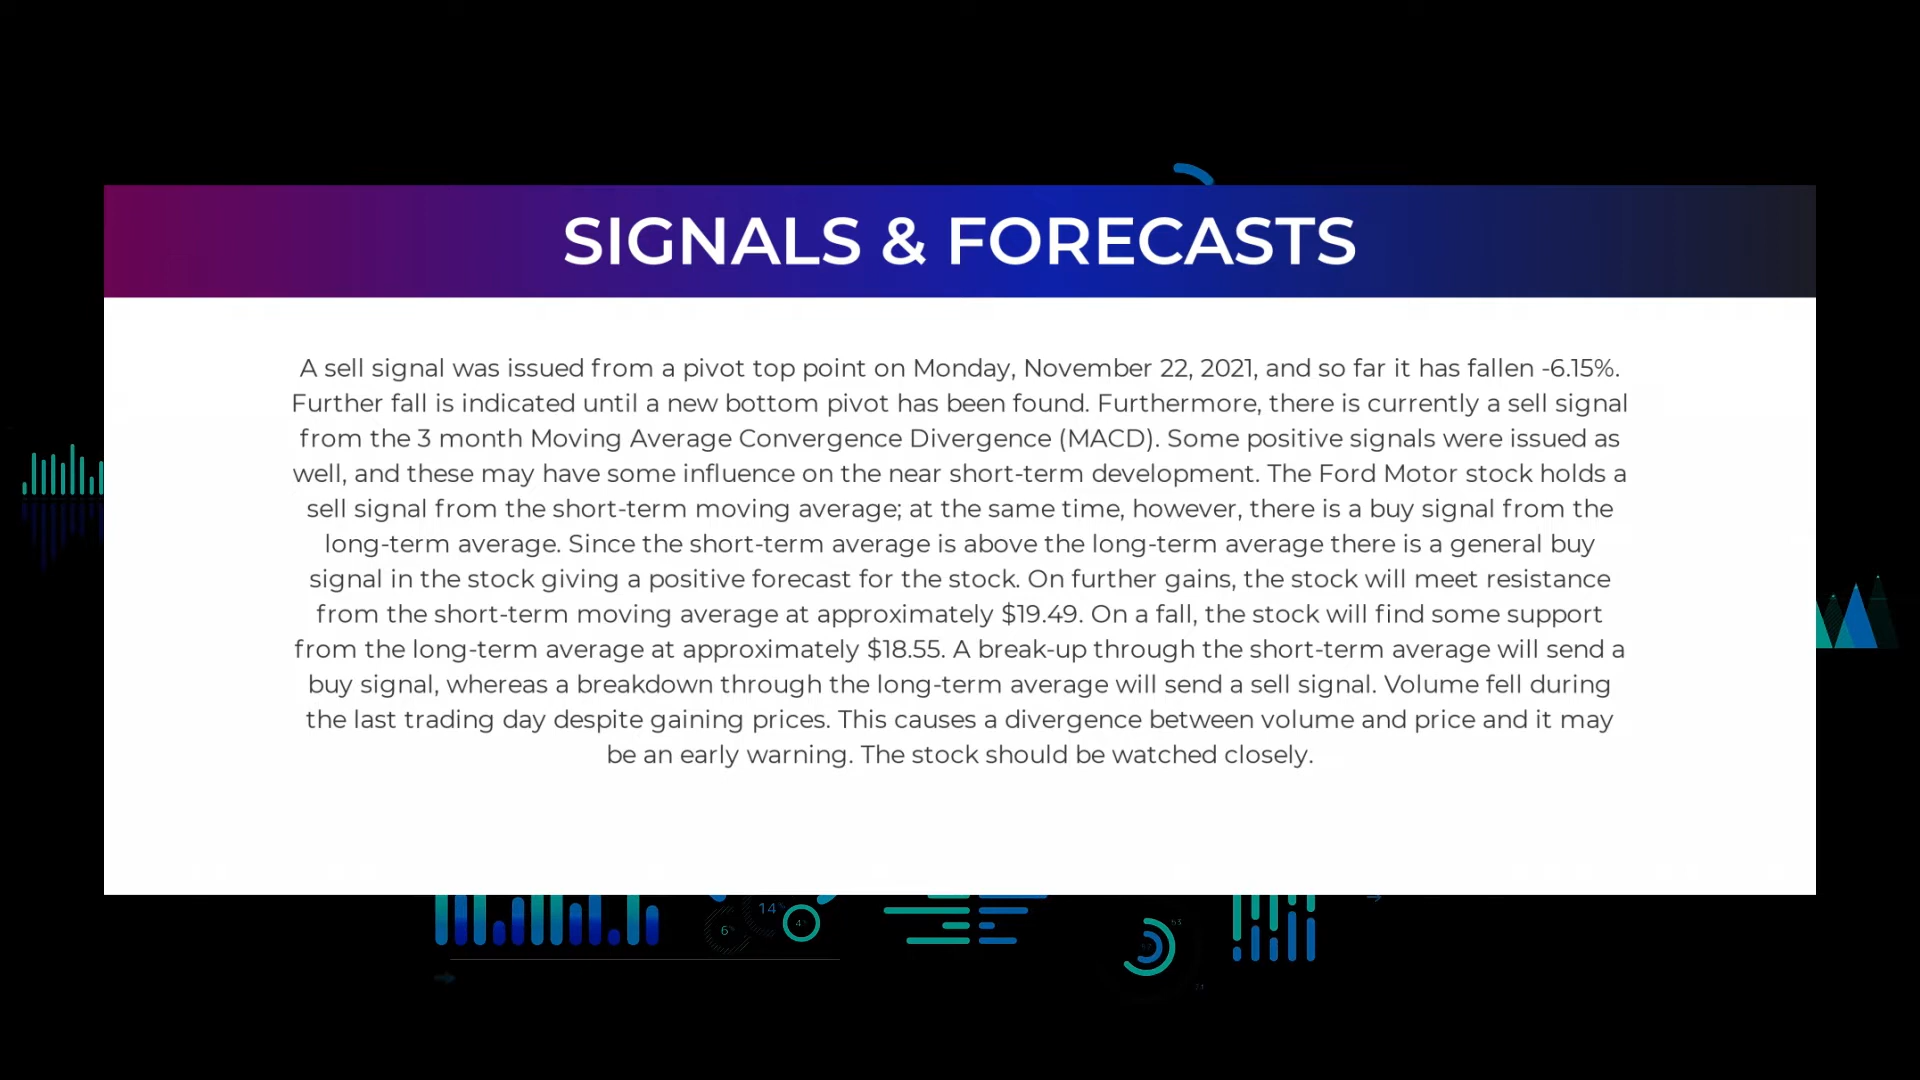 SIGNALS & FORECASTS
A sell signal was issued from a pivot top point on Monday, November 22, 2021, and so far it has fallen -6.15%.
Further fall is indicated until a new bottom pivot has been found. Furthermore, there is currently a sell signal
from the 3 month Moving Average Convergence Divergence (MACD). Some positive signals were issued as
well, and these may have some influence on the near short-term development. The Ford Motor stock holds a
sell signal from the short-term moving average; at the same time, however, there is a buy signal from the
long-term average. Since the short-term average is above the long-term average there is a general buy
signal in the stock giving a positive forecast for the stock. On further gains, the stock will meet resistance
from the short-term moving average at approximately $19.49. On a fall, the stock will find some support
from the long-term average at approximately $18.55. A break-up through the short-term average will send a
buy signal, whereas a breakdown through the long-term average will send a sell signal. Volume fell during
the last trading day despite gaining prices. This causes a divergence between volume and price and it may
be an early warning. The stock should be watched closely.
14
6
4